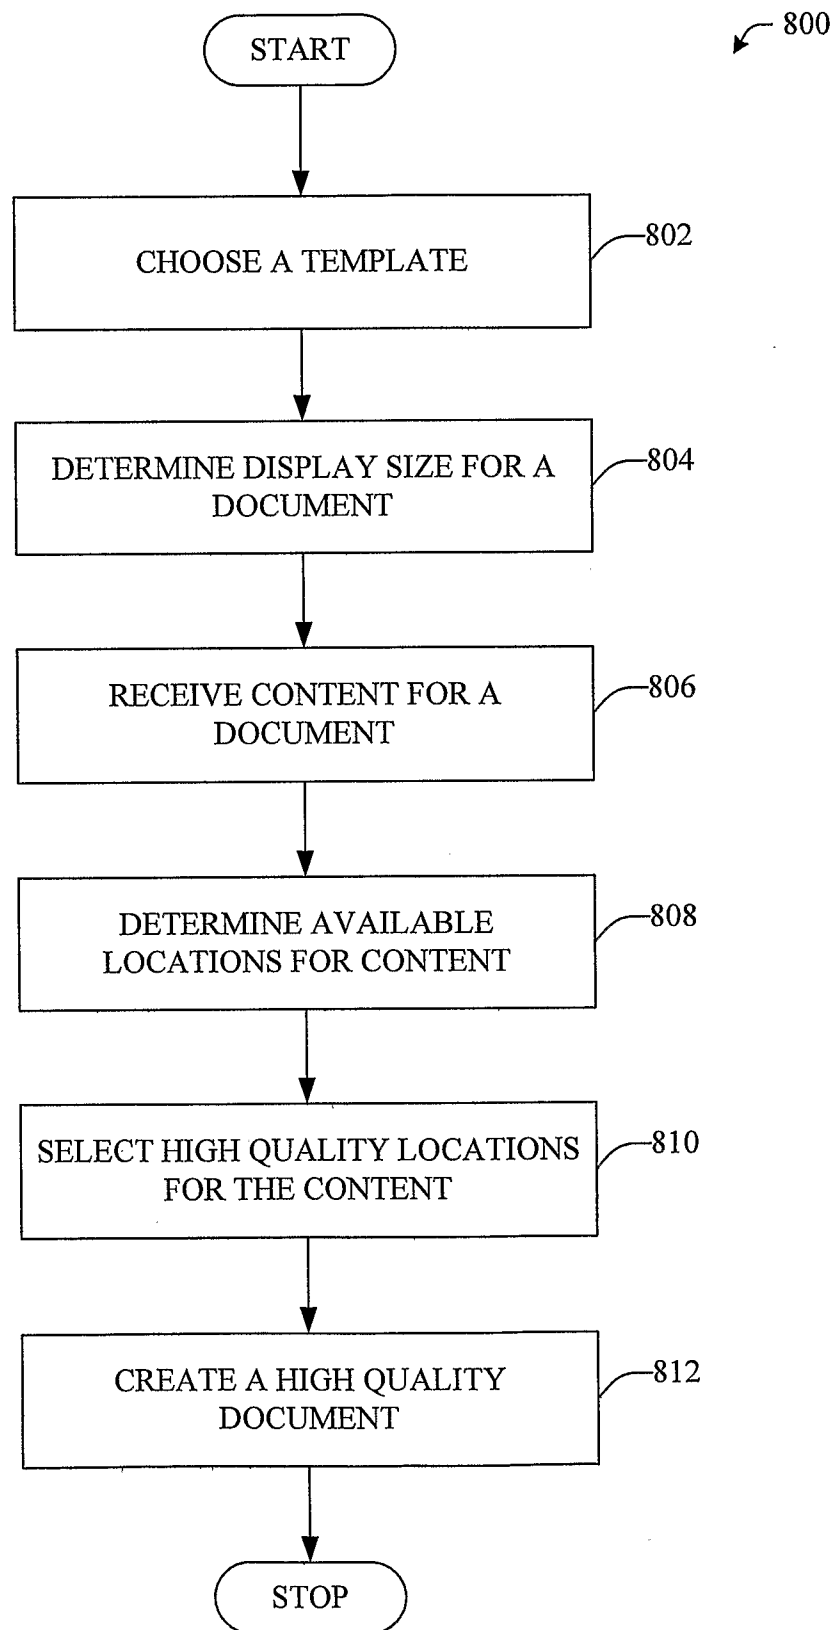 800
START
CHOOSE A TEMPLATE
802
DETERMINE DISPLAY SIZE FOR A
DOCUMENT
804
RECEIVE CONTENT FOR A
DOCUMENT
806
DETERMINE AVAILABLE
LOCATIONS FOR CONTENT
808
SELECT HIGH QUALITY LOCATIONS
FOR THE CONTENT
810
CREATE A HIGH QUALITY
DOCUMENT
812
STOP